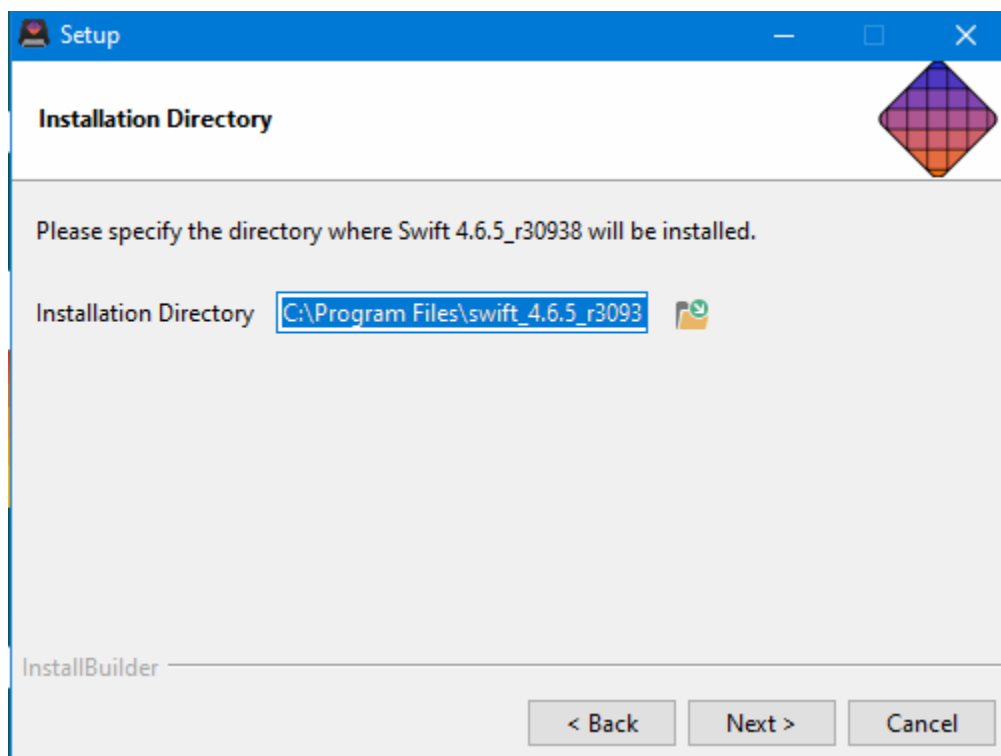 Setup
Installation Directory
Please specify the directory where Swift 4.6.5_r30938 will be installed.
Installation Directory C:\Program Files\swift_4.6.5_r3093
InstallBuilder
< Back Next > Cancel